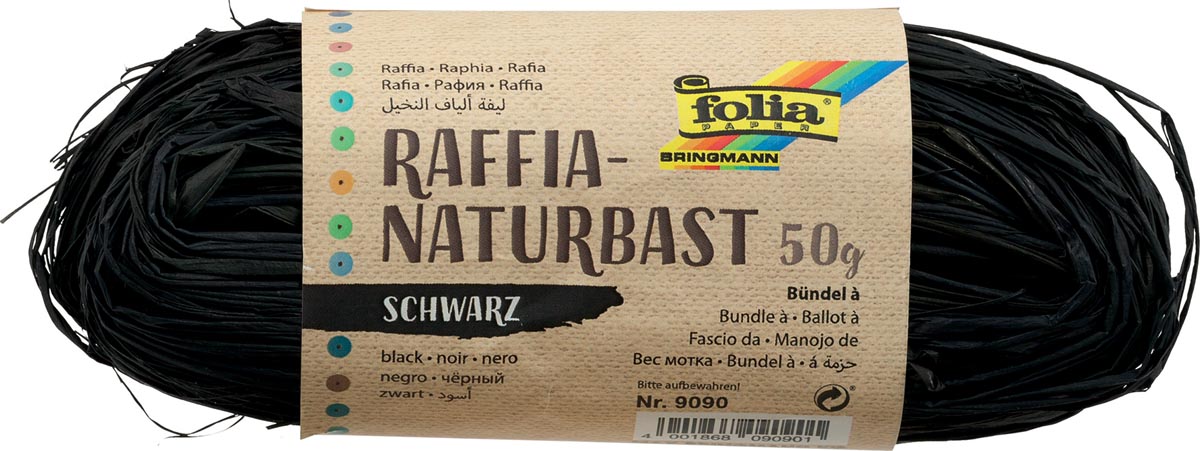 Raffia • Raphia • Rafia
Rafia • Рафия • Raffia
ليفة ألياف النخيل
folia®
PAPER
BRINGMANN
RAFFIA-
NATURBAST 50g
SCHWARZ
black • noir • nero
negro • чёрный
zwart • أسود
Bündel à
Bundle à • Ballot à
Fascio da • Manojo de
Вес мотка • Bundel à • á حزمة
Bitte aufbewahren!
Nr. 9090
®
4 001868 090901